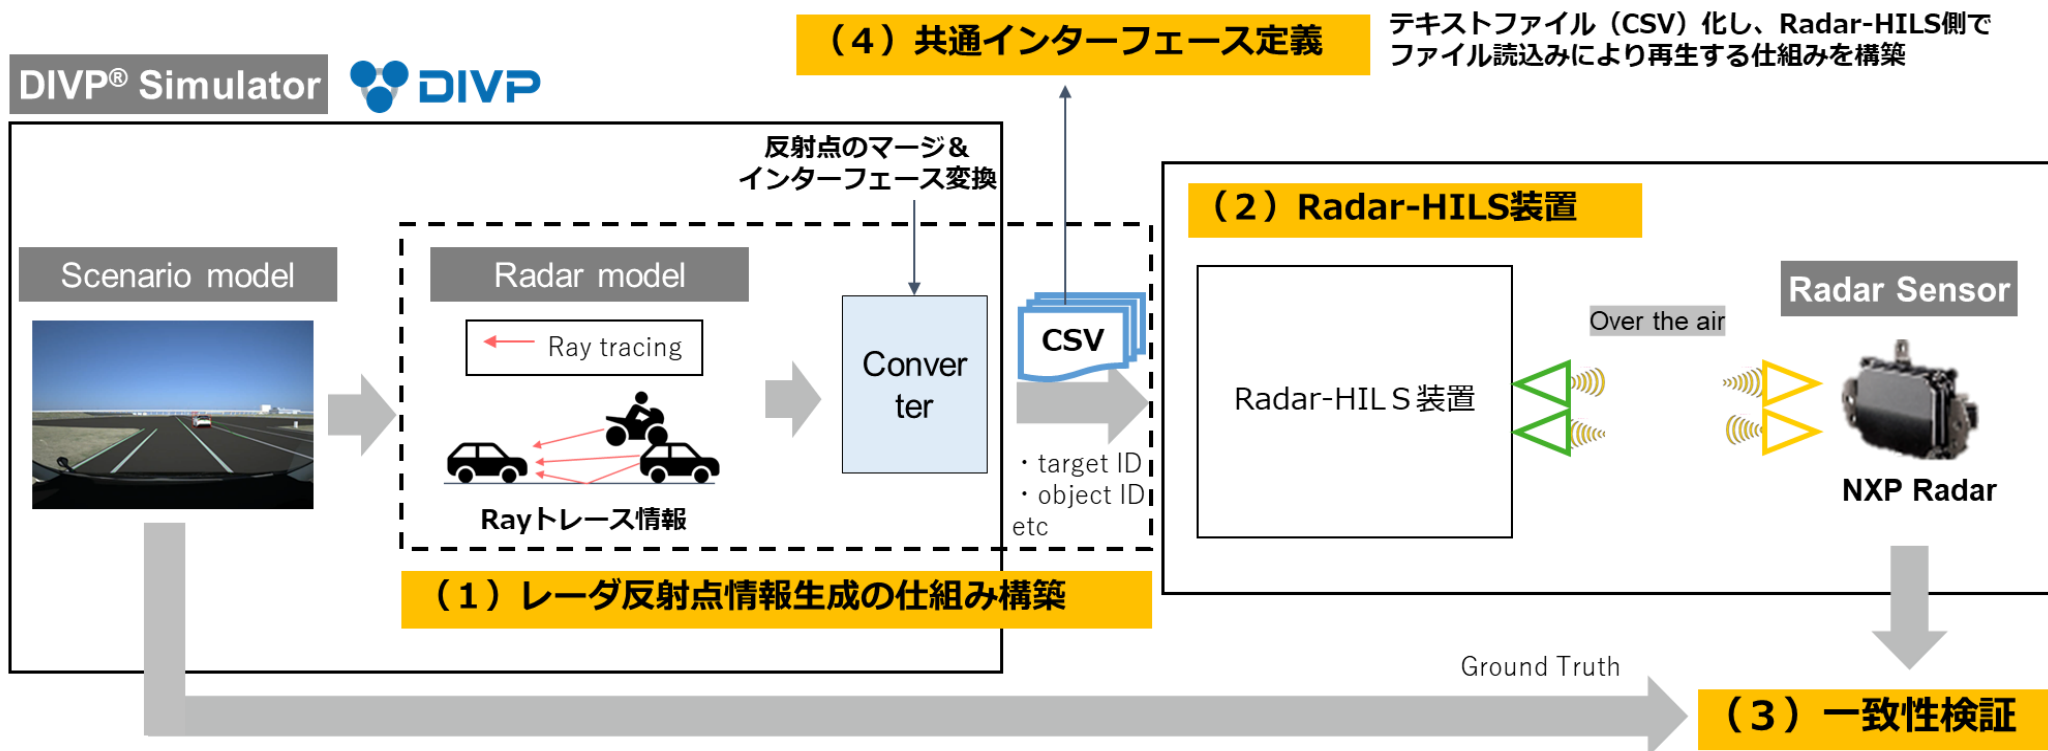 （4）共通インターフェース定義
テキストファイル（CSV）化し、Radar-HILS側で
ファイル読込みにより再生する仕組みを構築
DIVP® Simulator
DIVP
反射点のマージ＆
インターフェース変換
（2）Radar-HILS装置
Scenario model
Radar model
Radar Sensor
Ray tracing
CSV
Over the air
Conver
ter
Radar-HILＳ装置
・target ID
・object ID
etc
NXP Radar
Rayトレース情報
（1）レーダ反射点情報生成の仕組み構築
Ground Truth
（3）一致性検証